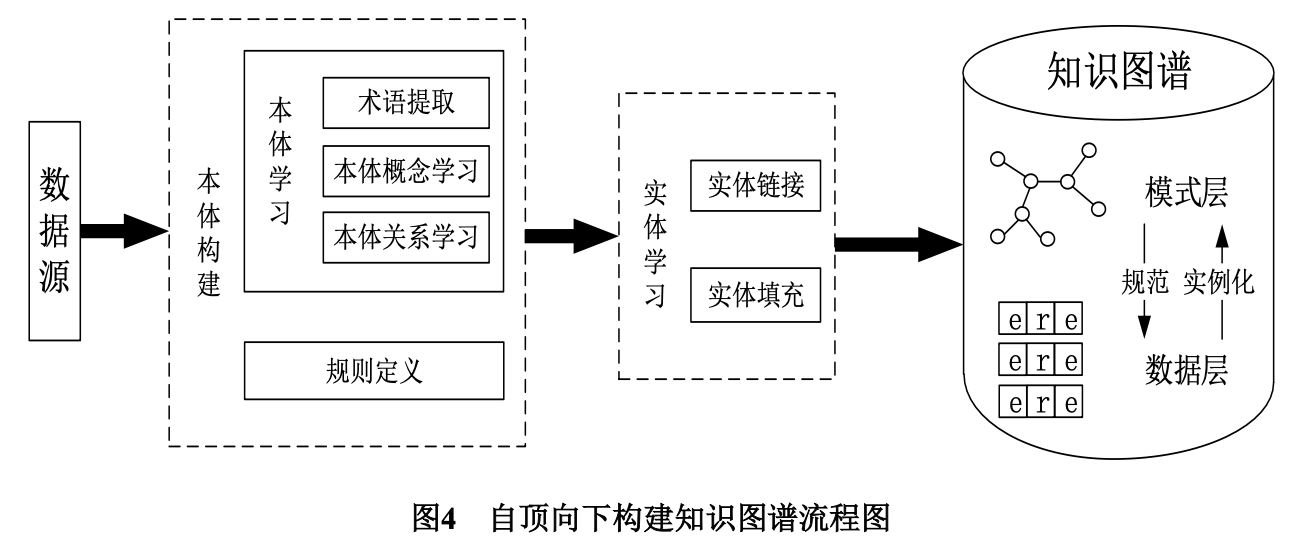 数据源
本体构建
本体学习
术语提取
本体概念学习
本体关系学习
规则定义
实体学习
实体链接
实体填充
知识图谱
模式层
规范 实例化
数据层
e r e
e r e
e r e
图4 自顶向下构建知识图谱流程图